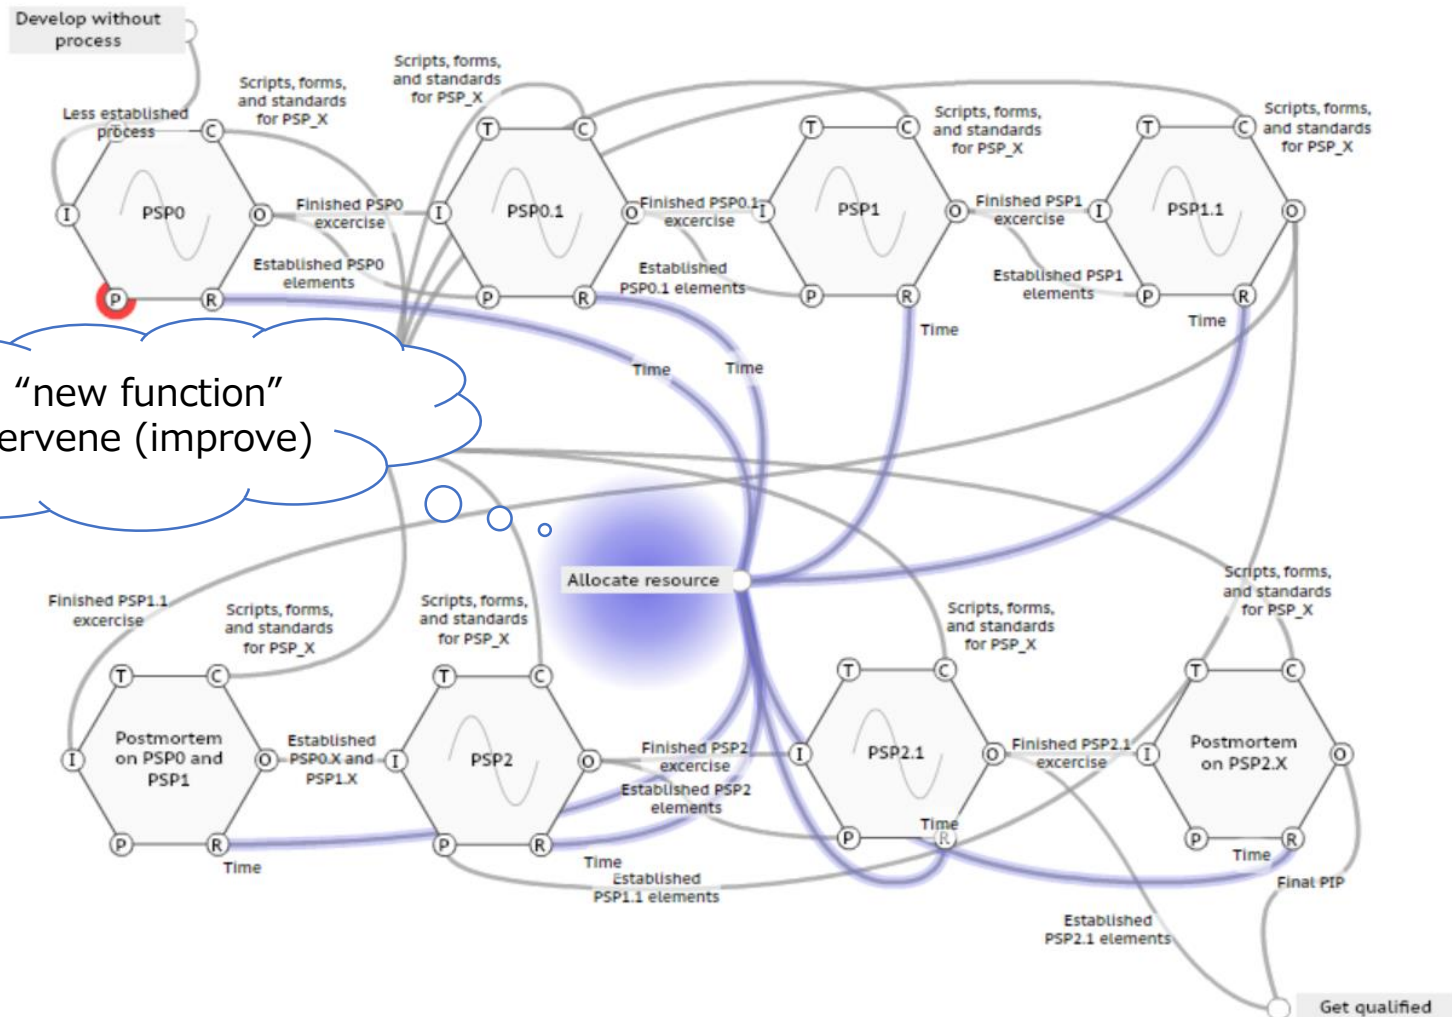 Develop without
process
Scripts, forms,
and standards
for PSP_X
Scripts, forms,
and standards
for PSP_X
Less established
process
Scripts, forms,
and standards
for PSP_X
Scripts, forms,
and standards
for PSP_X
T
C
I
PSP0
O
P
R
Finished PSP0
excercise
Established PSP0
elements
T
C
I
PSP0.1
O
P
R
Finished PSP0.1
excercise
Established
PSP0.1 elements
T
C
I
PSP1
O
P
R
Finished PSP1
excercise
Established PSP1
elements
T
C
I
PSP1.1
O
P
R
Time
Time
Time
Time
“new function”
ervene (improve)
Allocate resource
Finished PSP1.1
excercise
Scripts, forms,
and standards
for PSP_X
Scripts, forms,
and standards
for PSP_X
Scripts, forms,
and standards
for PSP_X
Scripts, forms,
and standards
for PSP_X
T
C
I
Postmortem
on PSP0 and
PSP1
O
P
R
Time
Established
PSP0.X and
PSP1.X
T
C
I
PSP2
O
P
R
Time
Finished PSP2
excercise
Established PSP2
elements
Established
PSP1.1 elements
T
C
I
PSP2.1
O
P
R
Time
Finished PSP2.1
excercise
T
C
I
Postmortem
on PSP2.X
O
P
R
Time
Final PIP
Established
PSP2.1 elements
Get qualified